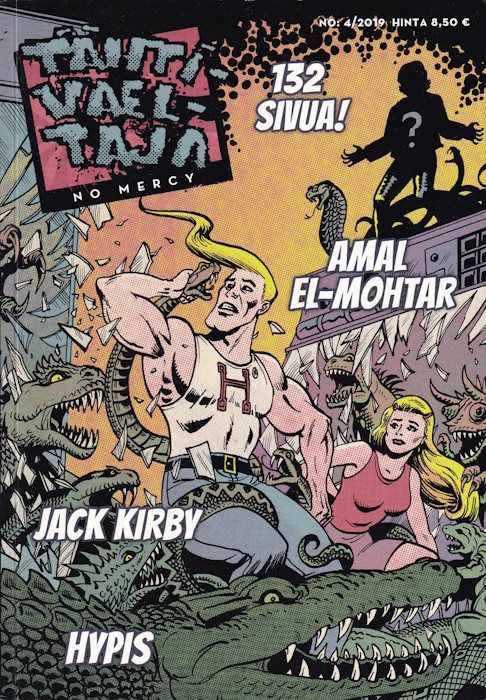 NO: 4/2019 HINTA 8,50 €
TÄHTI-
VAEL-
TAJA
NO MERCY
132
SIVUA!
?
AMAL
EL-MOHTAR
H
JACK KIRBY
HYPIS